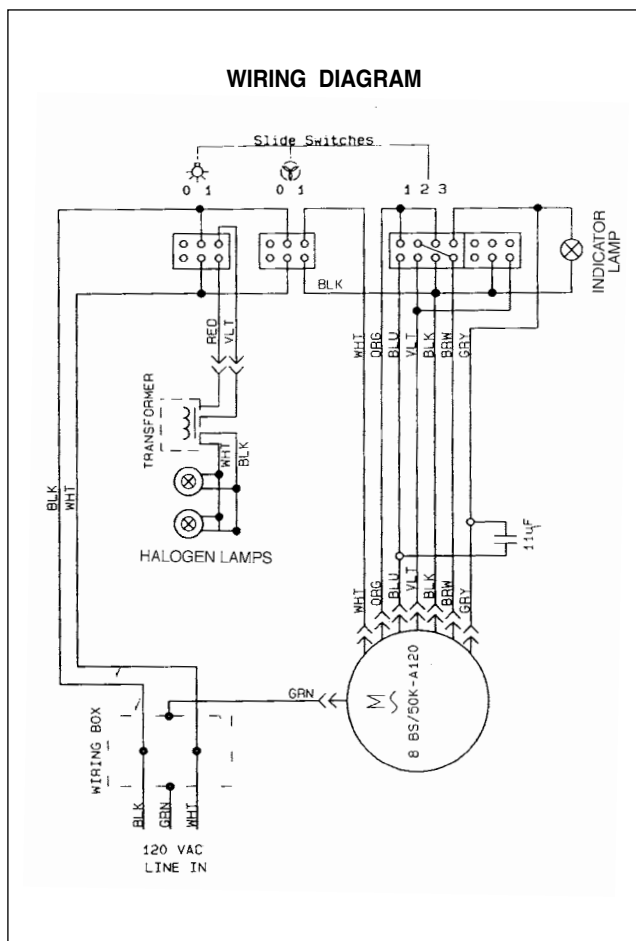 WIRING DIAGRAM
Slide Switches
0 1
0 1
1 2 3
INDICATOR
LAMP
BLK
RED
VLT
WHT
ORG
BLU
VLT
BLK
BRW
GRY
TRANSFORMER
WHT
BLK
BLK
WHT
HALOGEN LAMPS
11uF
WHT
ORG
BLU
VLT
BLK
BRW
GRY
M
8 BS/50K-A120
GRN
WIRING BOX
BLK
GRN
WHT
120 VAC
LINE IN